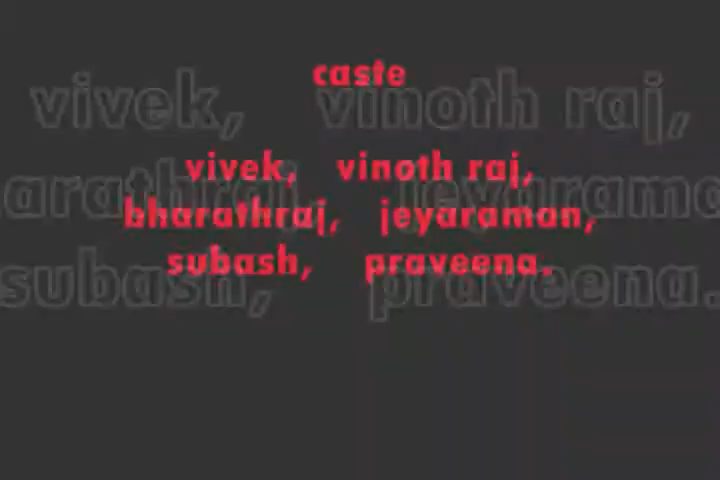 caste
vivek, vinoth raj,
bharathraj, jeyaraman,
subash, praveena.